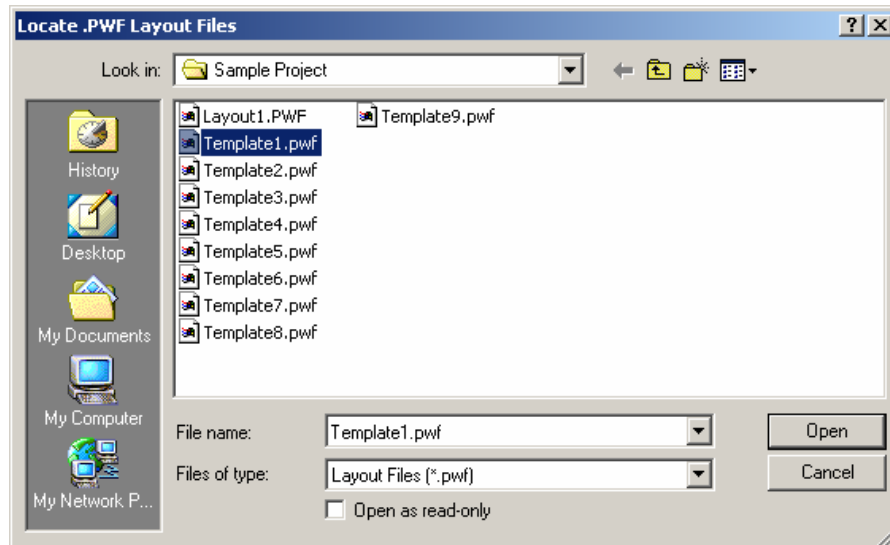 Locate .PWF Layout Files
Look in: Sample Project
History
Desktop
My Documents
My Computer
My Network P...
Layout1.PWF
Template1.pwf
Template2.pwf
Template3.pwf
Template4.pwf
Template5.pwf
Template6.pwf
Template7.pwf
Template8.pwf
Template9.pwf
File name: Template1.pwf Open
Files of type: Layout Files (*.pwf) Cancel
Open as read-only